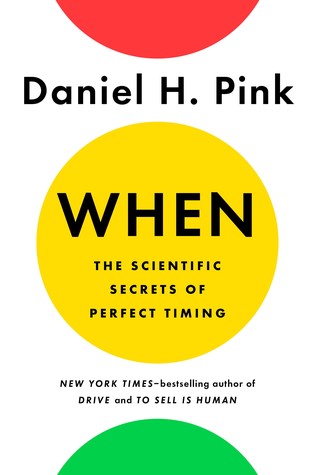 Daniel H. Pink
WHEN
THE SCIENTIFIC
SECRETS OF
PERFECT TIMING
NEW YORK TIMES–bestselling author of
DRIVE and TO SELL IS HUMAN